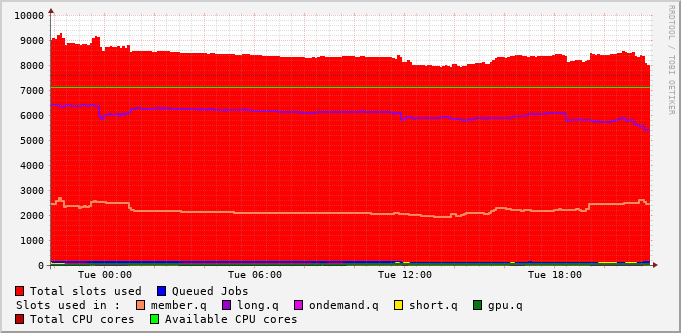 10000
9000
8000
7000
6000
5000
4000
3000
2000
1000
0
Tue 00:00 Tue 06:00 Tue 12:00 Tue 18:00
Total slots used Queued Jobs
Slots used in : member.q long.q ondemand.q short.q gpu.q
Total CPU cores Available CPU cores
RRDTOOL / TOBI OETIKER